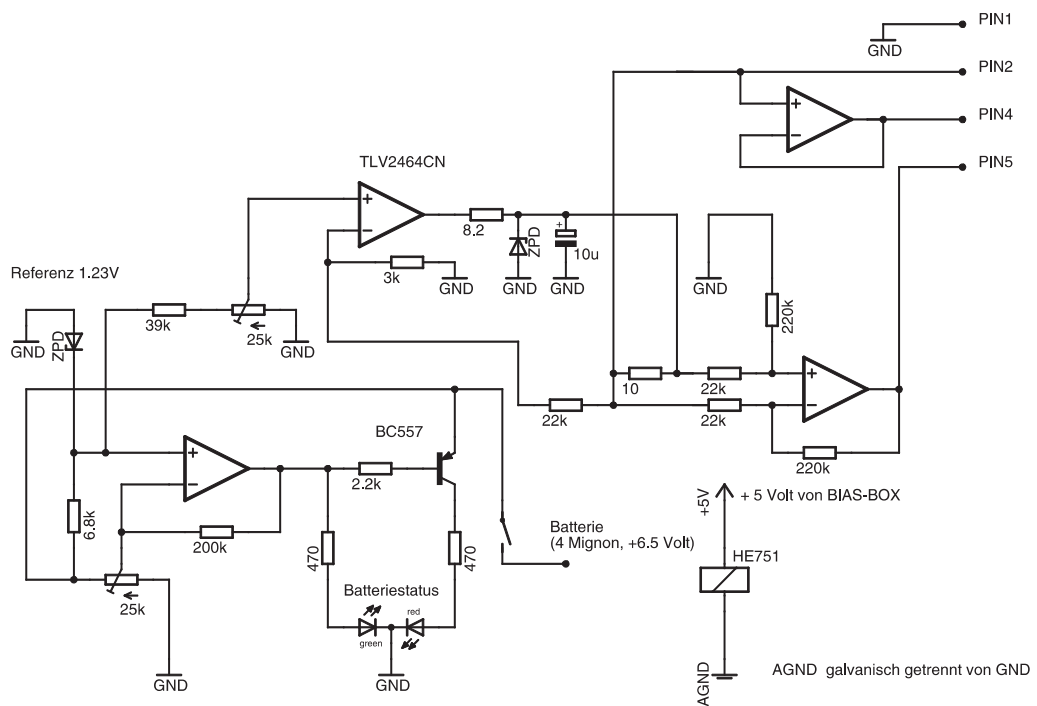 PIN1
GND
PIN2
PIN4
PIN5
TLV2464CN
8.2
ZPD
+
10u
3k
GND
GND
GND
GND
220k
Referenz 1.23V
GND
ZPD
39k
25k
GND
10
22k
22k
22k
220k
BC557
2.2k
6.8k
200k
25k
470
470
Batteriestatus
green
red
GND
GND
Batterie
(4 Mignon, +6.5 Volt)
+5V
+ 5 Volt von BIAS-BOX
HE751
AGND
AGND galvanisch getrennt von GND